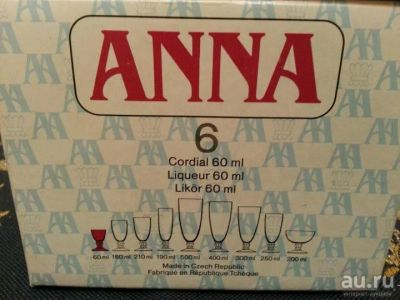 ANNA
6
Cordial 60 ml
Liqueur 60 ml
Likör 60 ml
60 ml 160 ml 210 ml 190 ml 500 ml 400 ml 300 ml 250 ml 200 ml
Made in Czech Republic
Fabriqué en République Tchèque
au.ru